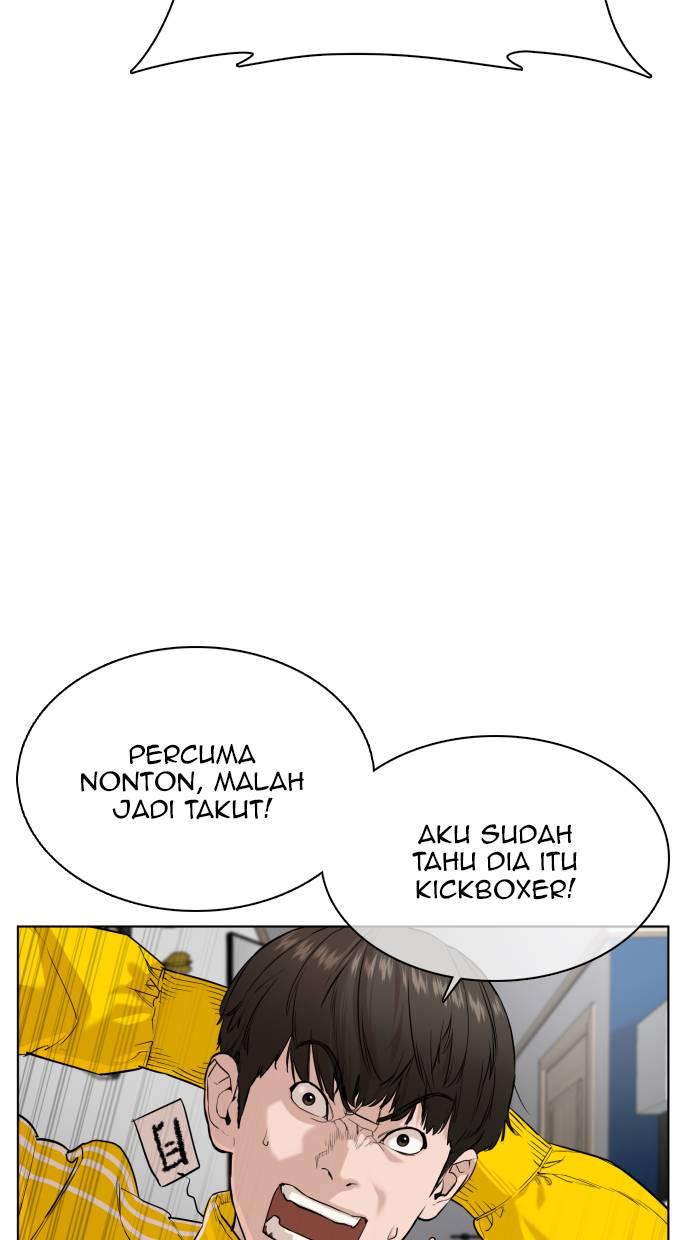 PERCUMA
NONTON, MALAH
JADI TAKUT!
AKU SUDAH
TAHU DIA ITU
KICKBOXER!